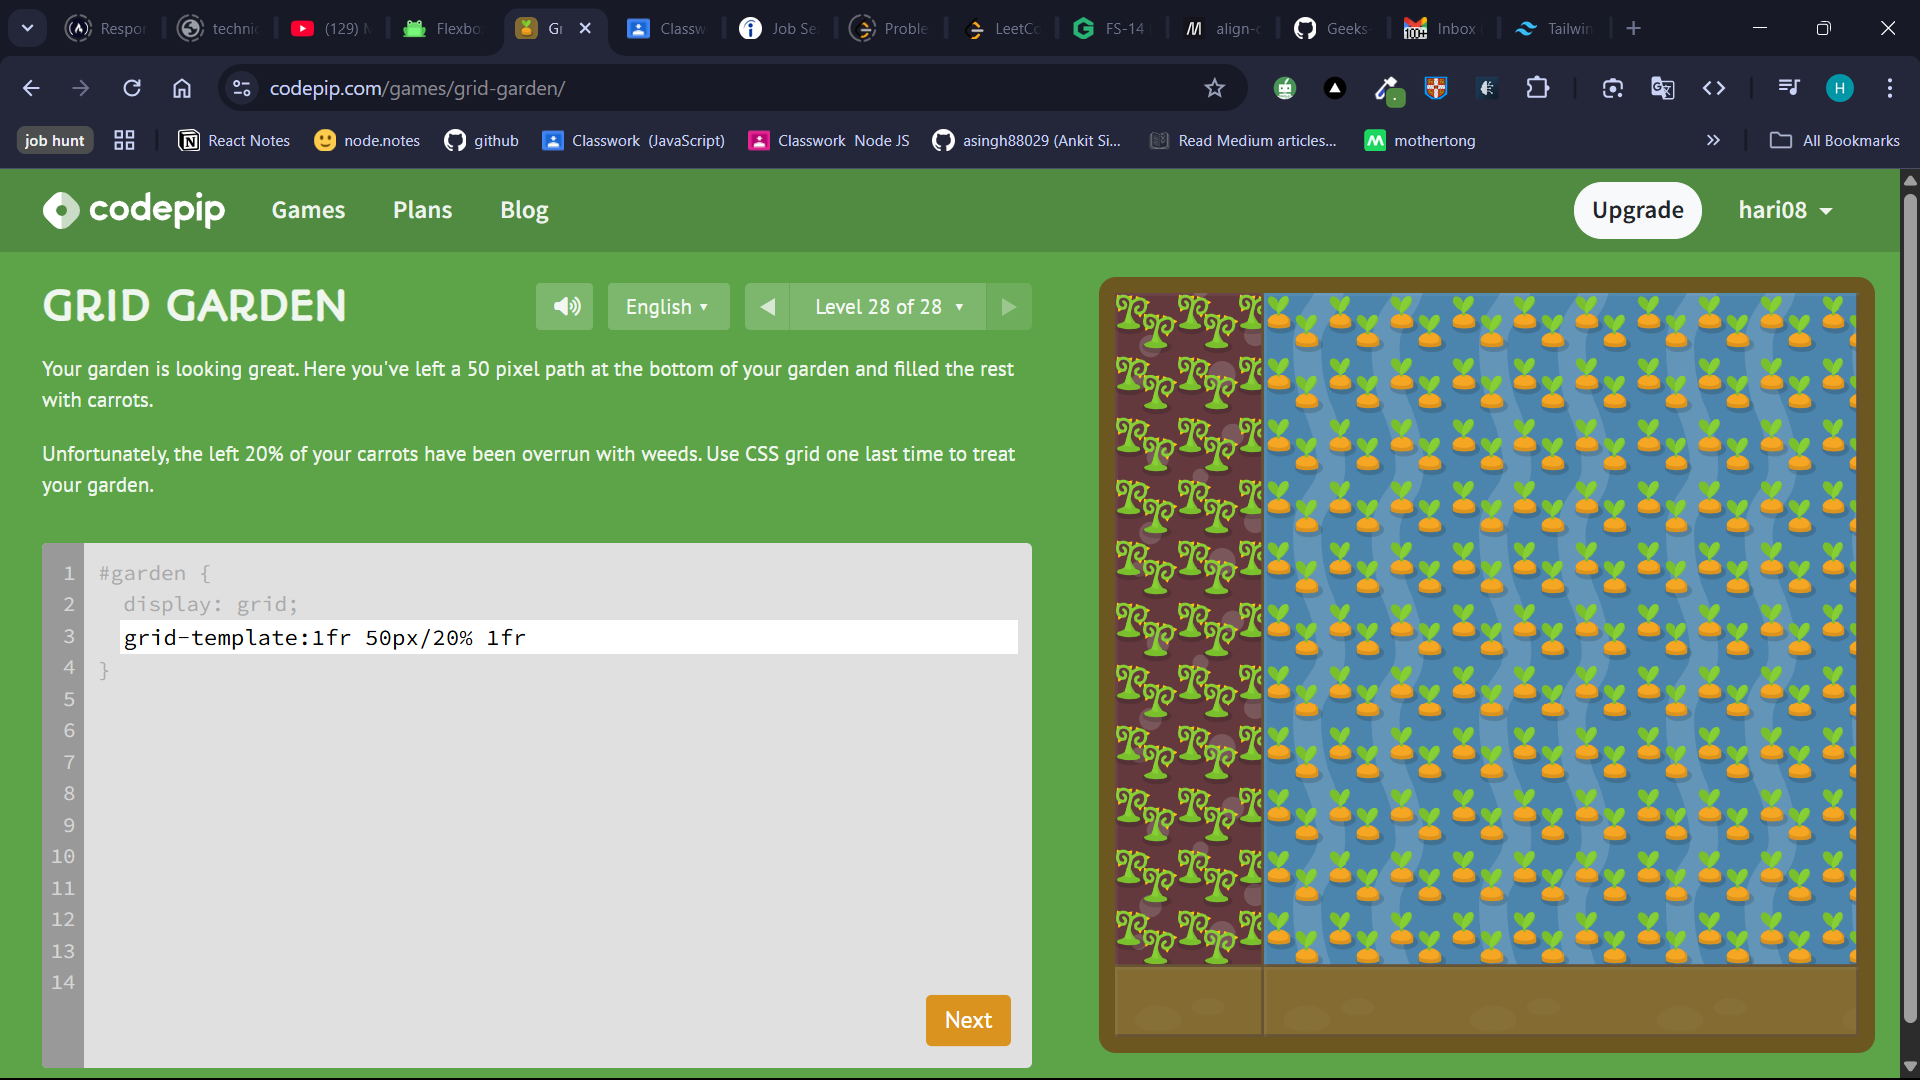 Respor
technic
(129) M
Flexbo
Gr
Classw
Job Se
Proble
LeetCo
FS-14
align-c
Geeks
Inbox
Tailwin
codepip.com/games/grid-garden/
H
job hunt
React Notes
node.notes
github
Classwork (JavaScript)
Classwork Node JS
asingh88029 (Ankit Si...
Read Medium articles...
mothertong
All Bookmarks
codepip
Games
Plans
Blog
Upgrade
hari08
GRID GARDEN
English
Level 28 of 28
Your garden is looking great. Here you've left a 50 pixel path at the bottom of your garden and filled the rest
with carrots.
Unfortunately, the left 20% of your carrots have been overrun with weeds. Use CSS grid one last time to treat
your garden.
1 #garden {
2 display: grid;
3 grid-template:1fr 50px/20% 1fr
4 }
5
6
7
8
9
10
11
12
13
14
Next